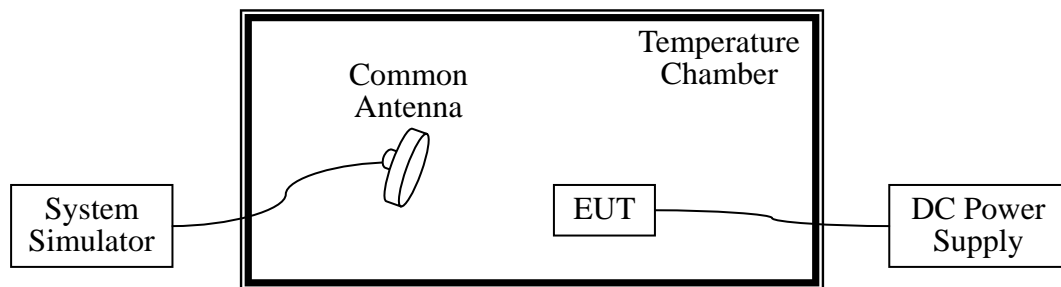 Temperature
Chamber
Common
Antenna
System
Simulator
EUT
DC Power
Supply